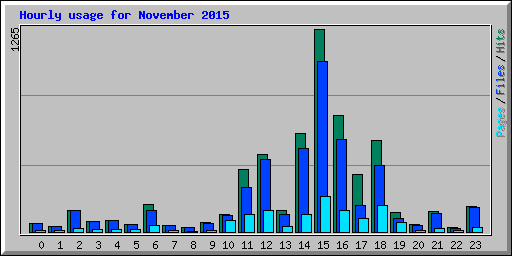 Hourly usage for November 2015
1265
Pages/Files/Hits
0 1 2 3 4 5 6 7 8 9 10 11 12 13 14 15 16 17 18 19 20 21 22 23